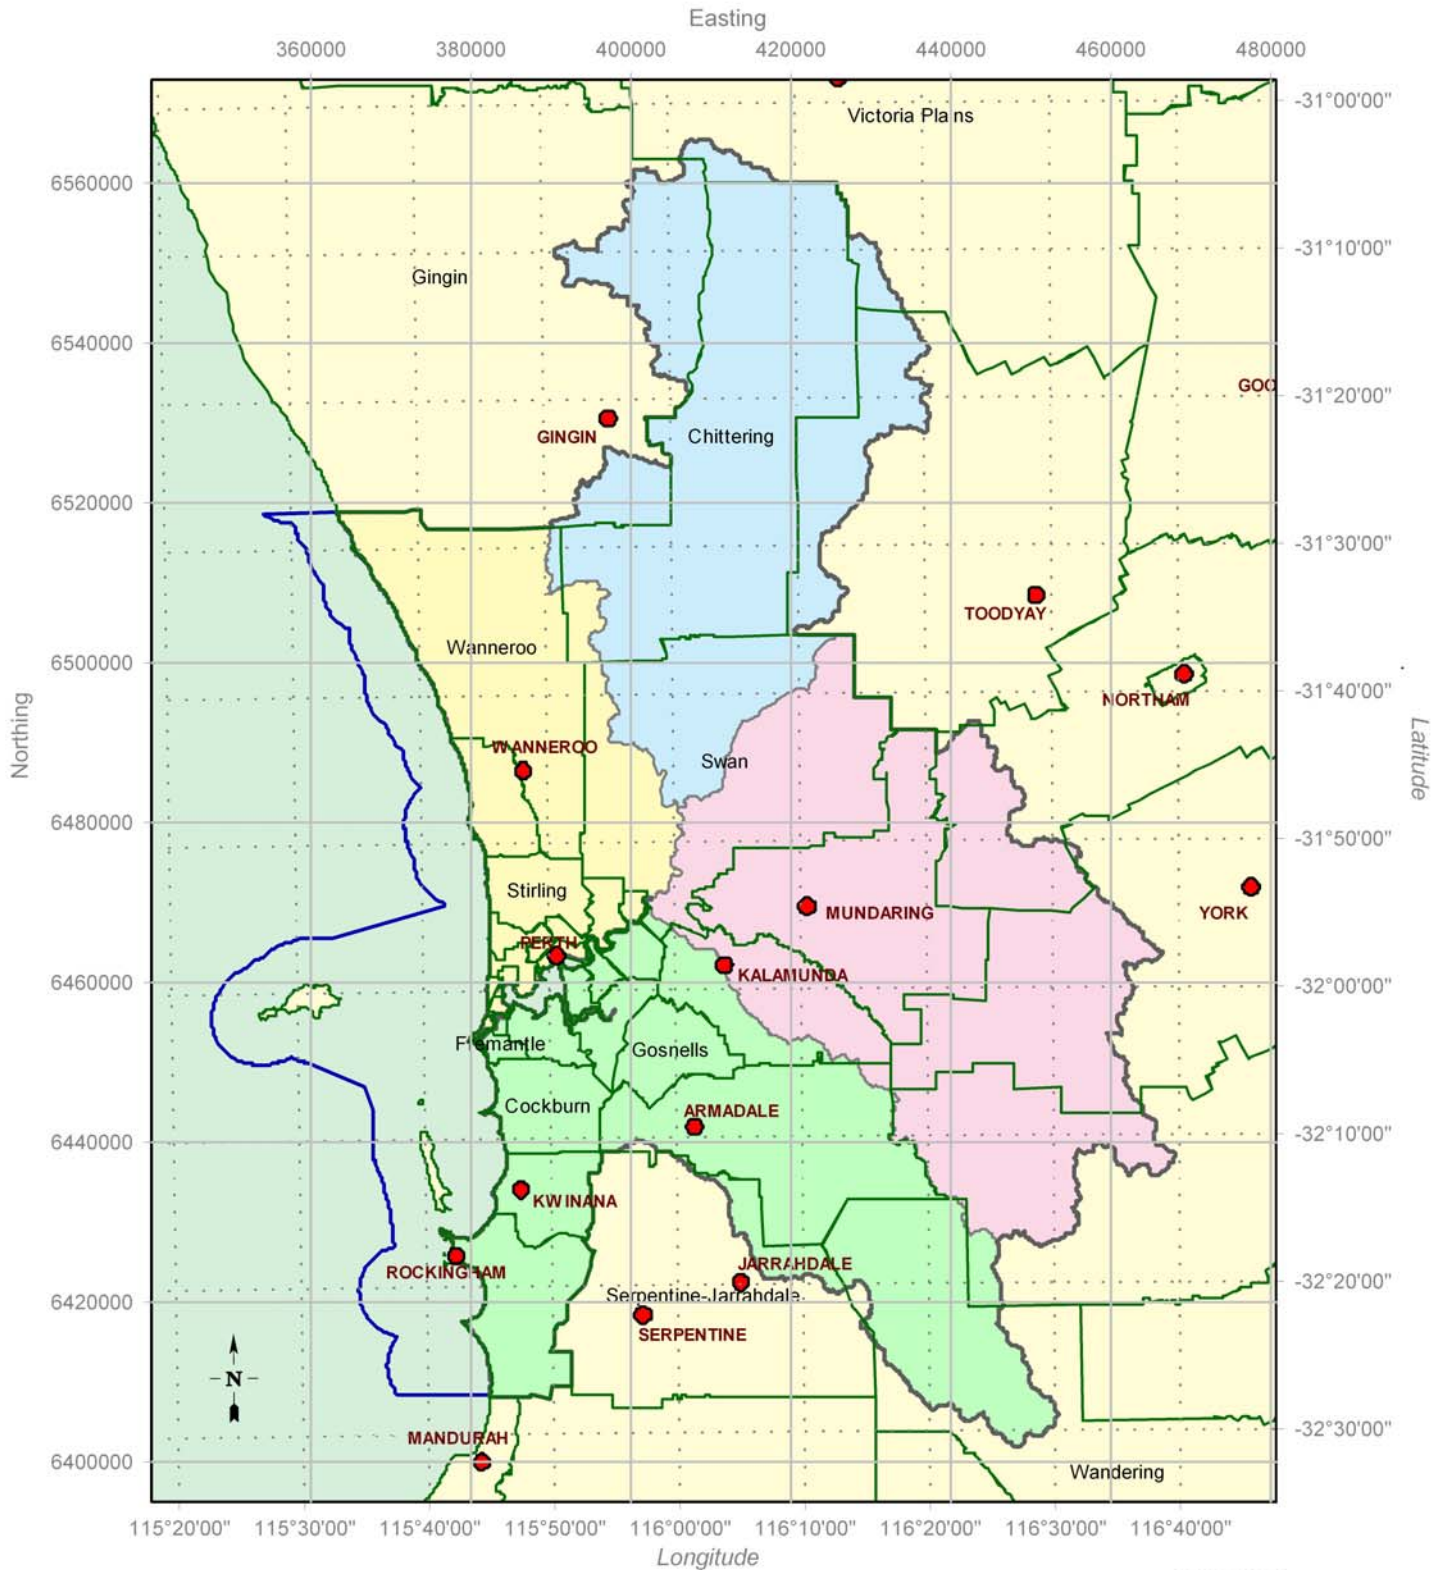 Easting
360000 380000 400000 420000 440000 460000 480000
-31°00'00"
Victoria Plains
6560000
-31°10'00"
Gingin
6540000
GOO
-31°20'00"
GINGIN
Chittering
6520000
-31°30'00"
TOODYAY
Wanneroo
6500000
-31°40'00"
NORTHAM
Northing
Latitude
WANNEROO
Swan
6480000
-31°50'00"
Stirling
MUNDARING
YORK
PERTH
KALAMUNDA
6460000
-32°00'00"
Fremantle
Gosnells
Cockburn
ARMADALE
6440000
-32°10'00"
KWINANA
JARRAHDALE
ROCKINGHAM
-32°20'00"
6420000
Serpentine-Jarrahdale
SERPENTINE
N
-32°30'00"
MANDURAH
6400000
Wandering
115°20'00" 115°30'00" 115°40'00" 115°50'00" 116°00'00" 116°10'00" 116°20'00" 116°30'00" 116°40'00"
Longitude